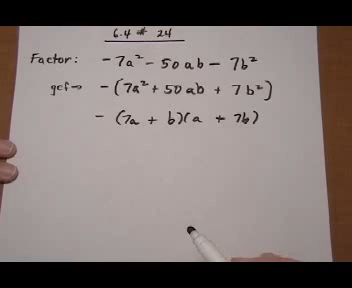 6.4 # 24
Factor: -7a² - 50ab - 7b²
gcf→ -(7a² + 50ab + 7b²)
- (7a + b)(a + 7b)